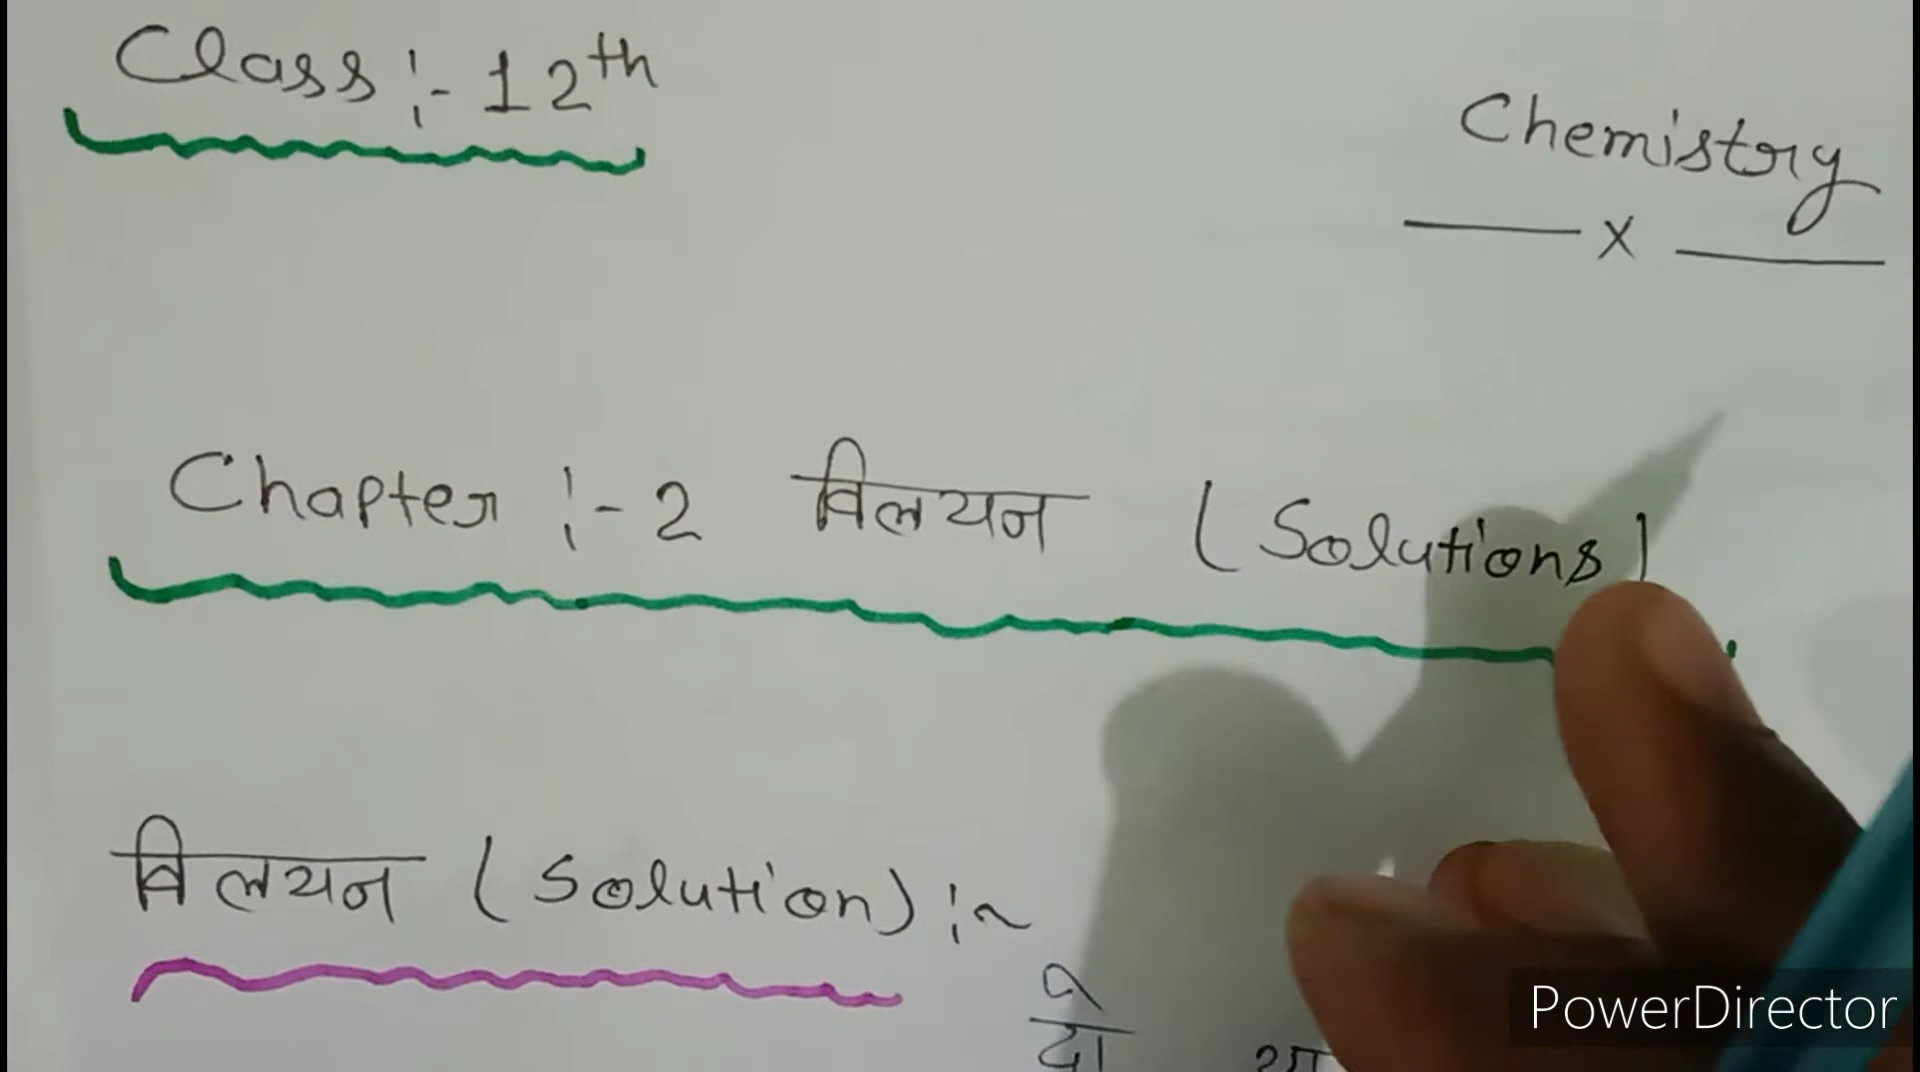 Class :- 12th
Chemistry
x
Chapter :- 2 विलयन (Solutions)
विलयन (Solution) :~
दो
PowerDirector